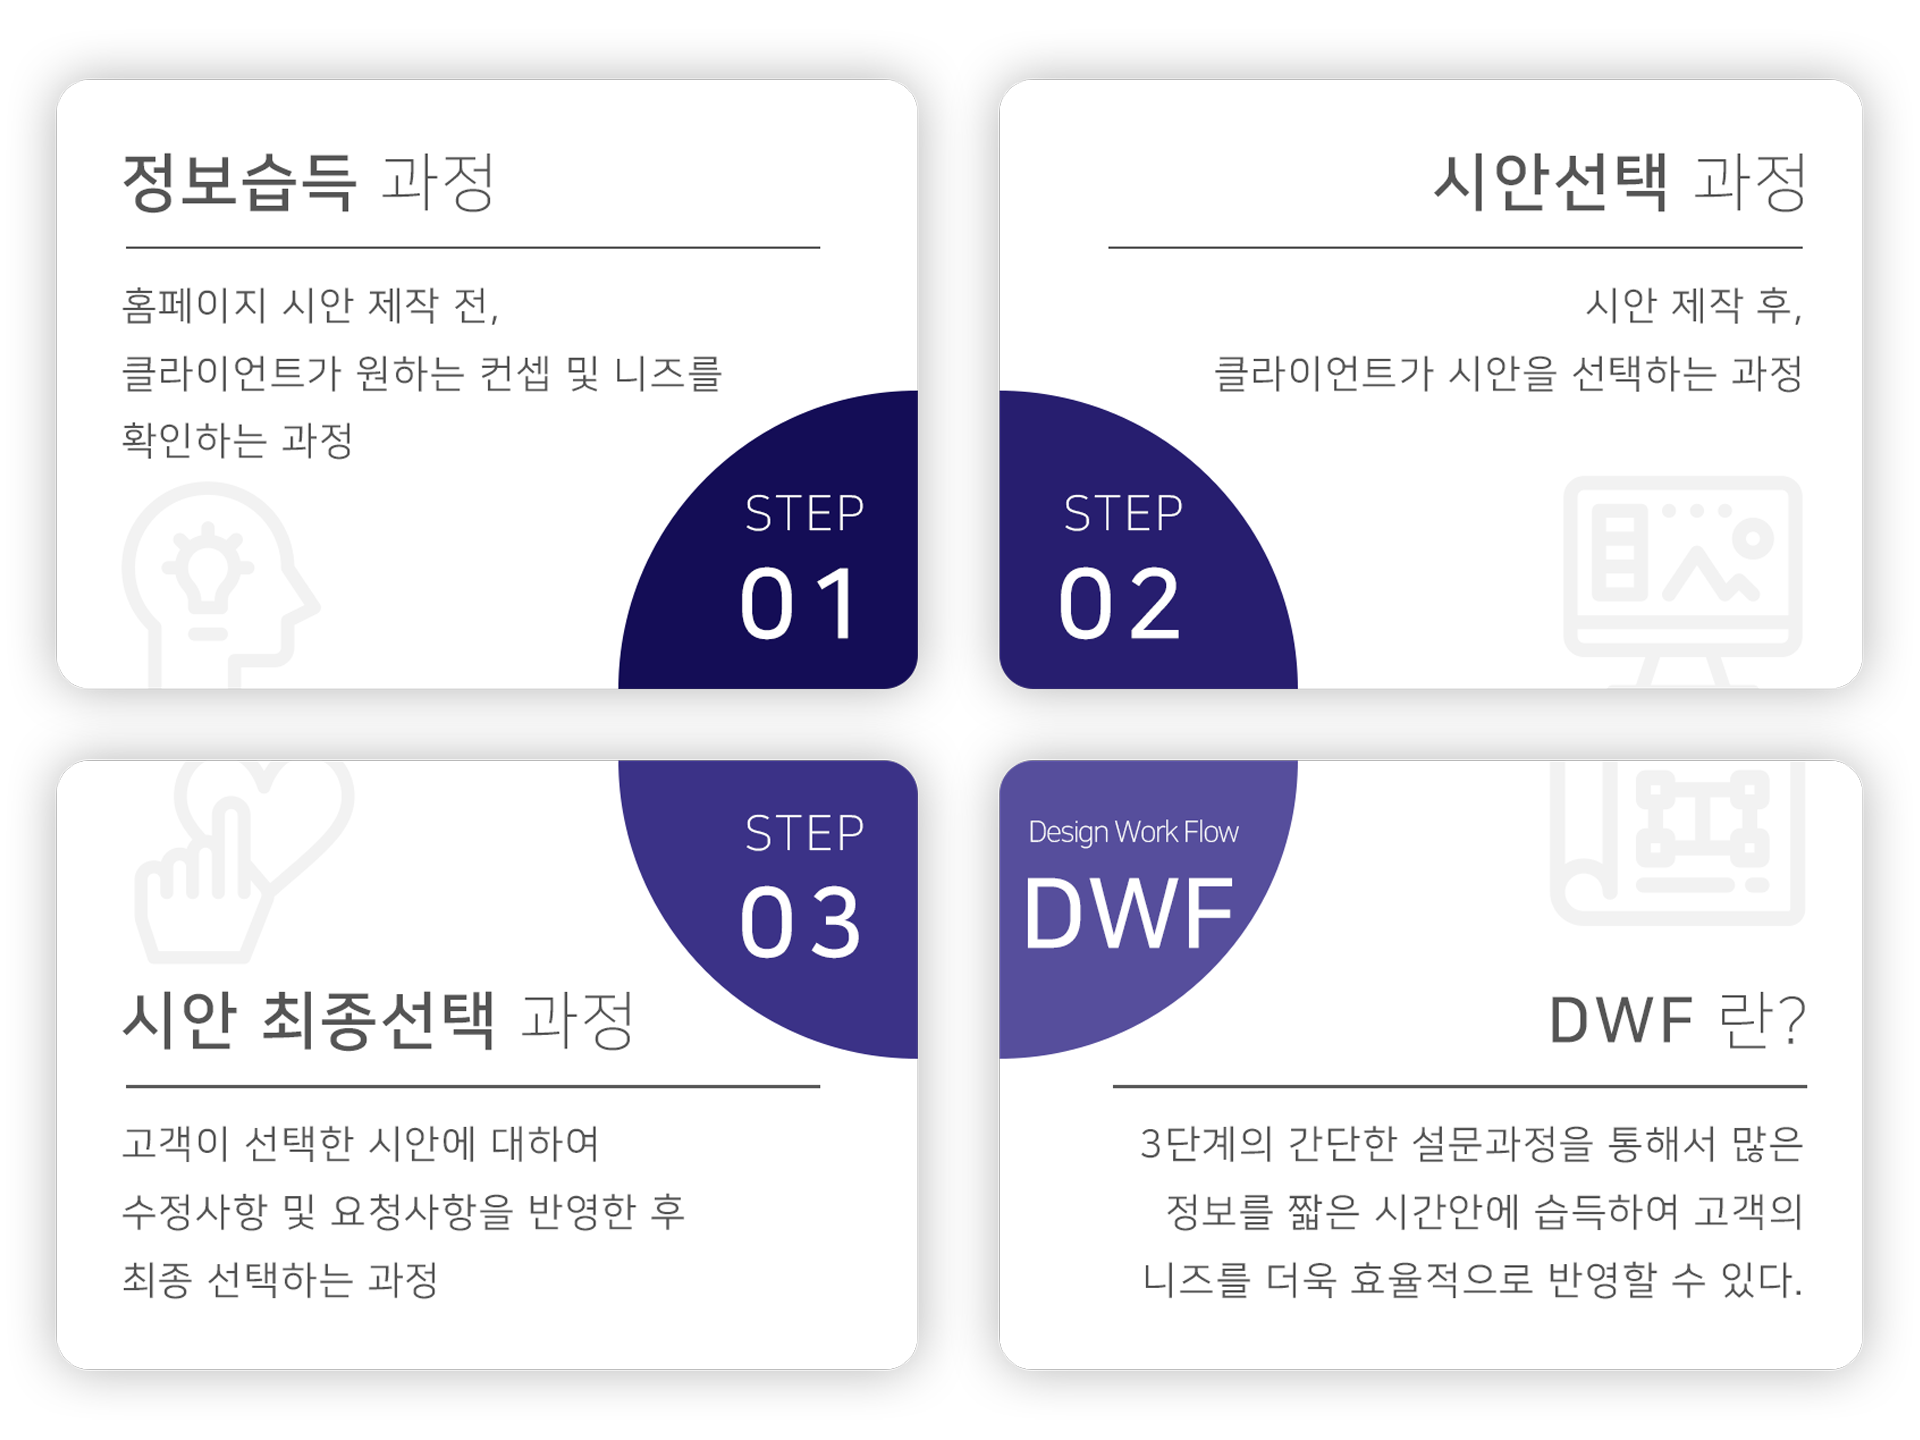 정보습득 과정
홈페이지 시안 제작 전,
클라이언트가 원하는 컨셉 및 니즈를
확인하는 과정
STEP
01
시안선택 과정
시안 제작 후,
클라이언트가 시안을 선택하는 과정
STEP
02
STEP
03
시안 최종선택 과정
고객이 선택한 시안에 대하여
수정사항 및 요청사항을 반영한 후
최종 선택하는 과정
Design Work Flow
DWF
DWF 란?
3단계의 간단한 설문과정을 통해서 많은
정보를 짧은 시간안에 습득하여 고객의
니즈를 더욱 효율적으로 반영할 수 있다.